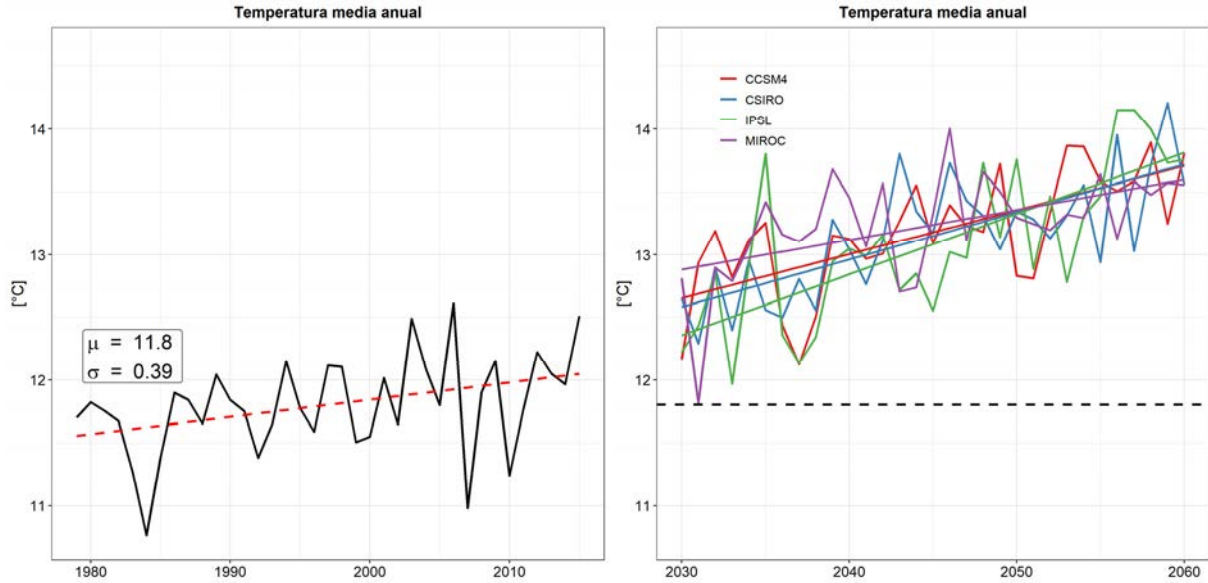 Temperatura media anual
[°C]
14
13
12
11
μ = 11.8
σ = 0.39
1980
1990
2000
2010
Temperatura media anual
[°C]
14
13
12
11
CCSM4
CSIRO
IPSL
MIROC
2030
2040
2050
2060